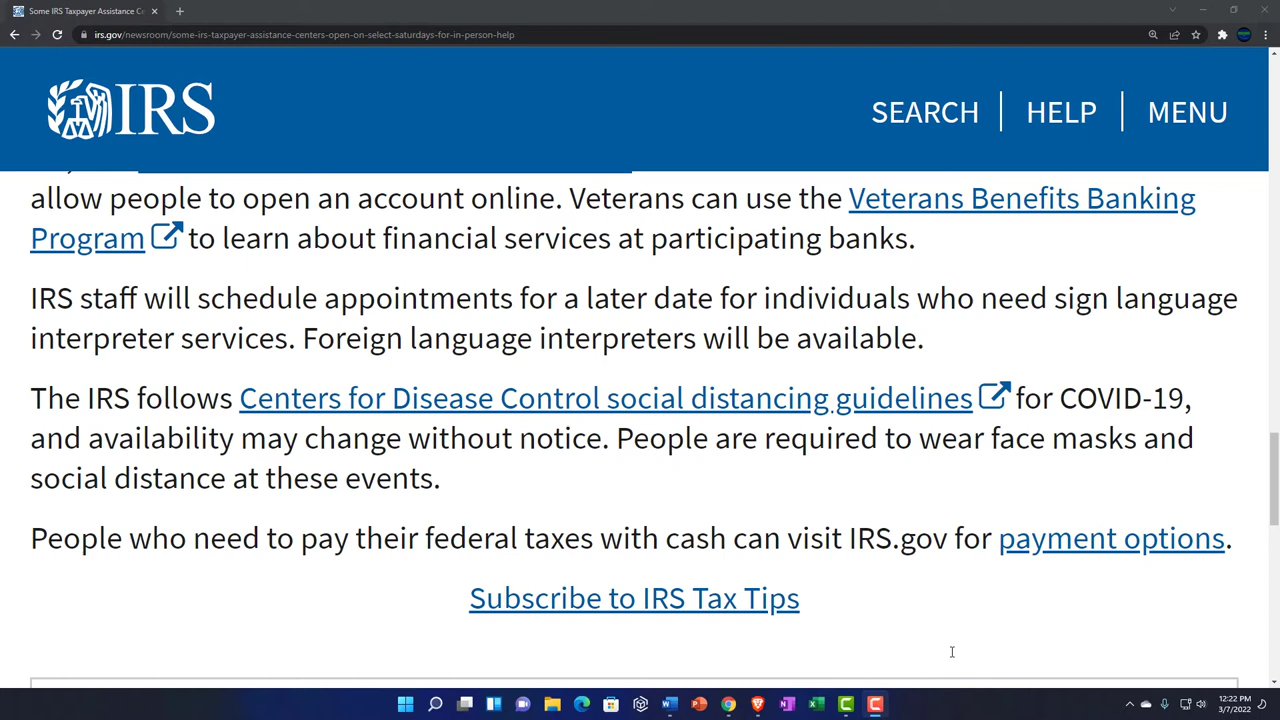 Some IRS Taxpayer Assistance Ce
irs.gov/newsroom/some-irs-taxpayer-assistance-centers-open-on-select-saturdays-for-in-person-help
IRS
SEARCH
HELP
MENU
allow people to open an account online. Veterans can use the Veterans Benefits Banking
Program to learn about financial services at participating banks.
IRS staff will schedule appointments for a later date for individuals who need sign language
interpreter services. Foreign language interpreters will be available.
The IRS follows Centers for Disease Control social distancing guidelines for COVID-19,
and availability may change without notice. People are required to wear face masks and
social distance at these events.
People who need to pay their federal taxes with cash can visit IRS.gov for payment options.
Subscribe to IRS Tax Tips
12:22 PM
3/7/2022